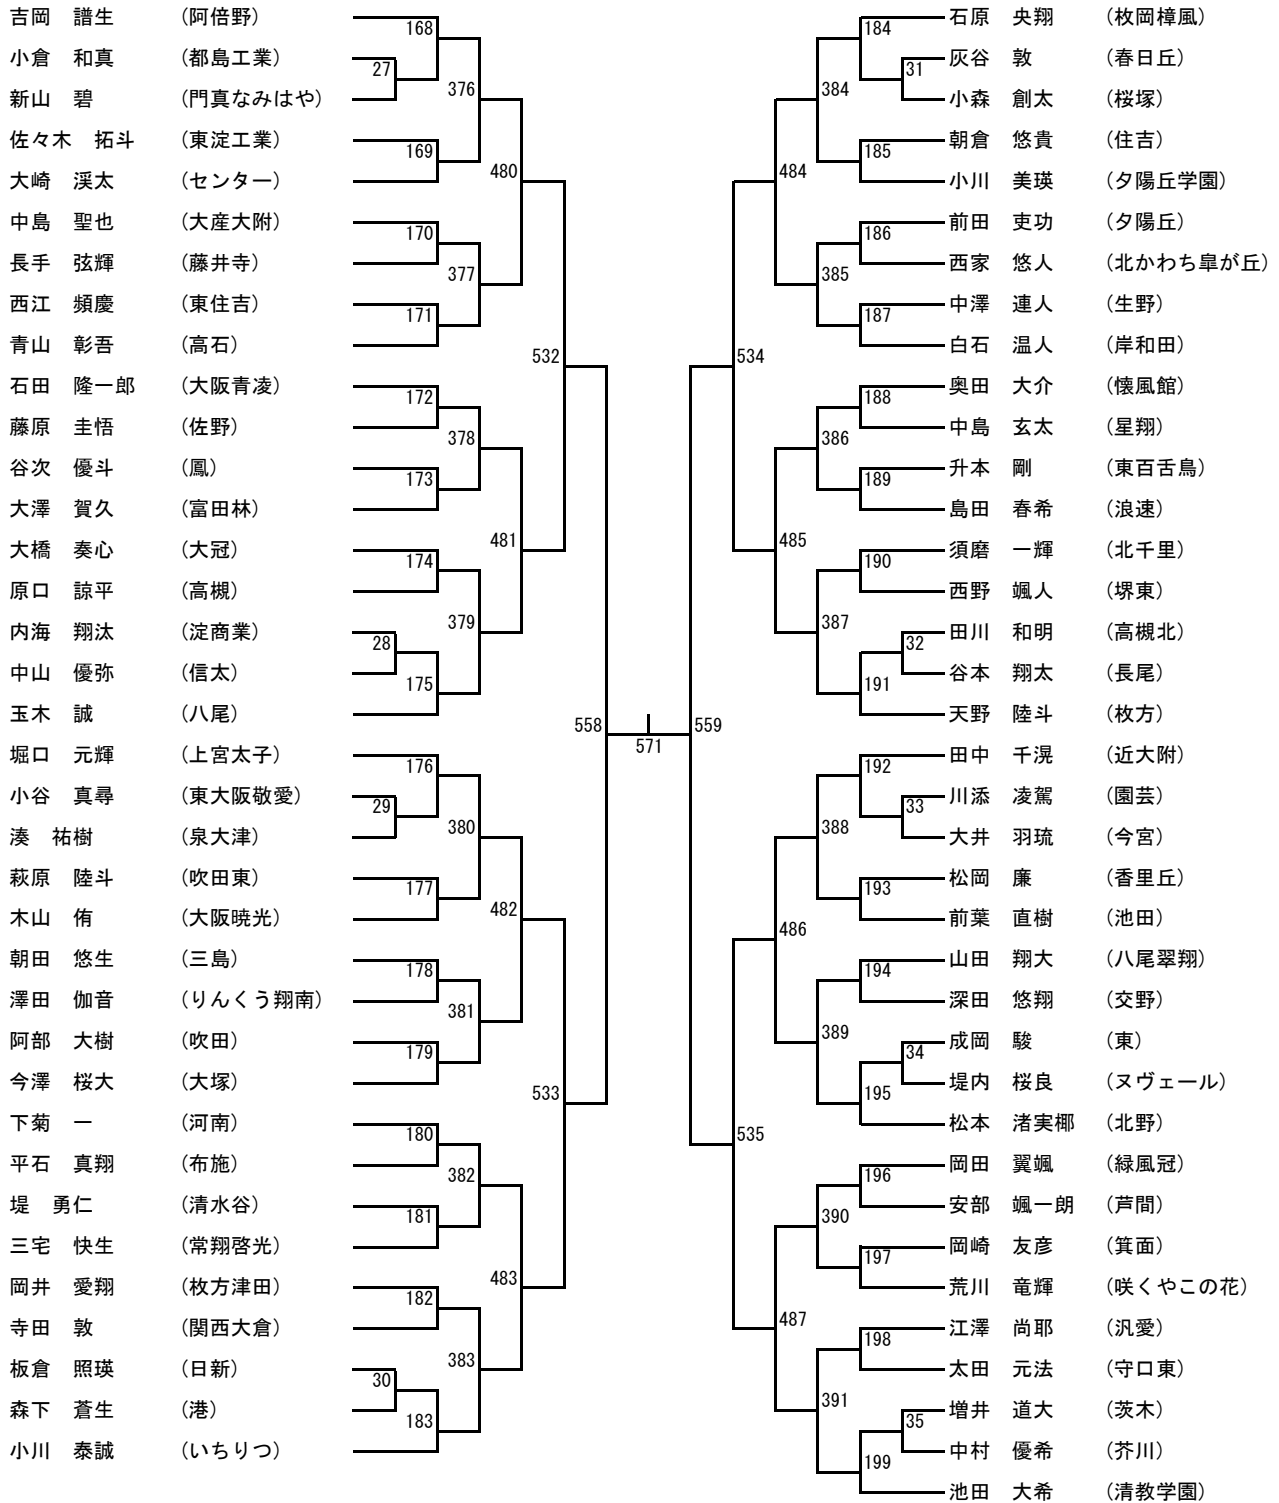 吉岡 譜生 (阿倍野)
小倉 和真 (都島工業)
新山 碧 (門真なみはや)
佐々木 拓斗 (東淀工業)
大崎 渓太 (センター)
中島 聖也 (大産大附)
長手 弦輝 (藤井寺)
西江 頻慶 (東住吉)
青山 彰吾 (高石)
石田 隆一郎 (大阪青凌)
藤原 圭悟 (佐野)
谷次 優斗 (鳳)
大澤 賀久 (富田林)
大橋 奏心 (大冠)
原口 諒平 (高槻)
内海 翔汰 (淀商業)
中山 優弥 (信太)
玉木 誠 (八尾)
堀口 元輝 (上宮太子)
小谷 真尋 (東大阪敬愛)
湊 祐樹 (泉大津)
萩原 陸斗 (吹田東)
木山 侑 (大阪暁光)
朝田 悠生 (三島)
澤田 伽音 (りんくう翔南)
阿部 大樹 (吹田)
今澤 桜大 (大塚)
下菊 一 (河南)
平石 真翔 (布施)
堤 勇仁 (清水谷)
三宅 快生 (常翔啓光)
岡井 愛翔 (枚方津田)
寺田 敦 (関西大倉)
板倉 照瑛 (日新)
森下 蒼生 (港)
小川 泰誠 (いちりつ)
27
28
29
30
168
169
170
171
172
173
174
175
176
177
178
179
180
181
182
183
376
377
378
379
380
381
382
383
480
481
482
483
532
533
558
571
559
534
535
484
485
486
487
384
385
386
387
388
389
390
391
184
185
186
187
188
189
190
191
192
193
194
195
196
197
198
199
31
32
33
34
35
石原 央翔 (枚岡樟風)
灰谷 敦 (春日丘)
小森 創太 (桜塚)
朝倉 悠貴 (住吉)
小川 美瑛 (夕陽丘学園)
前田 吏功 (夕陽丘)
西家 悠人 (北かわち皐が丘)
中澤 連人 (生野)
白石 温人 (岸和田)
奥田 大介 (懐風館)
中島 玄太 (星翔)
升本 剛 (東百舌鳥)
島田 春希 (浪速)
須磨 一輝 (北千里)
西野 颯人 (堺東)
田川 和明 (高槻北)
谷本 翔太 (長尾)
天野 陸斗 (枚方)
田中 千滉 (近大附)
川添 凌駕 (園芸)
大井 羽琉 (今宮)
松岡 廉 (香里丘)
前葉 直樹 (池田)
山田 翔大 (八尾翠翔)
深田 悠翔 (交野)
成岡 駿 (東)
堤内 桜良 (ヌヴェール)
松本 渚実椰 (北野)
岡田 翼颯 (緑風冠)
安部 颯一朗 (芦間)
岡崎 友彦 (箕面)
荒川 竜輝 (咲くやこの花)
江澤 尚耶 (汎愛)
太田 元法 (守口東)
増井 道大 (茨木)
中村 優希 (芥川)
池田 大希 (清教学園)